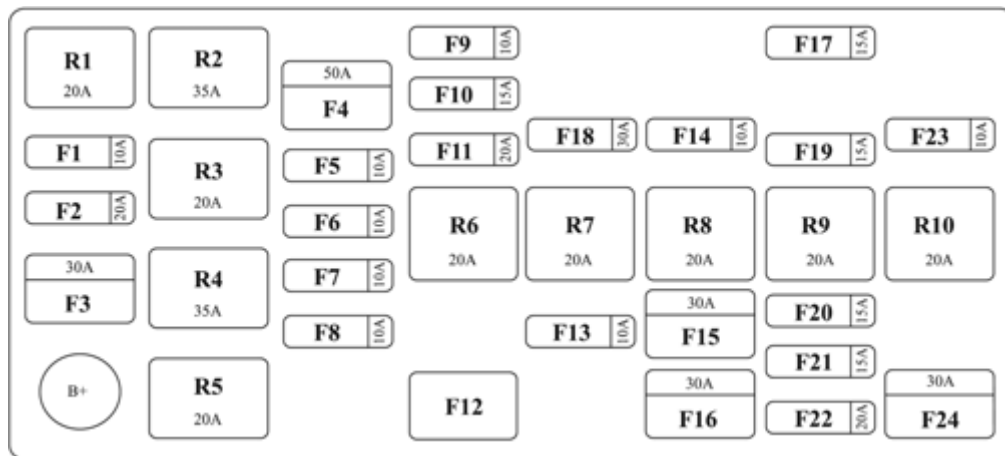 R1
20A
R2
35A
50A
F4
F9 10A
F10 15A
F17 15A
F1 10A
F2 20A
R3
20A
F5 10A
F6 10A
F11 20A
F18 30A
F14 10A
F19 15A
F23 10A
30A
F3
R4
35A
F7 10A
F8 10A
R6
20A
R7
20A
R8
20A
R9
20A
R10
20A
B+
R5
20A
F12
F13 10A
30A
F15
30A
F16
F20 15A
F21 15A
F22 20A
30A
F24